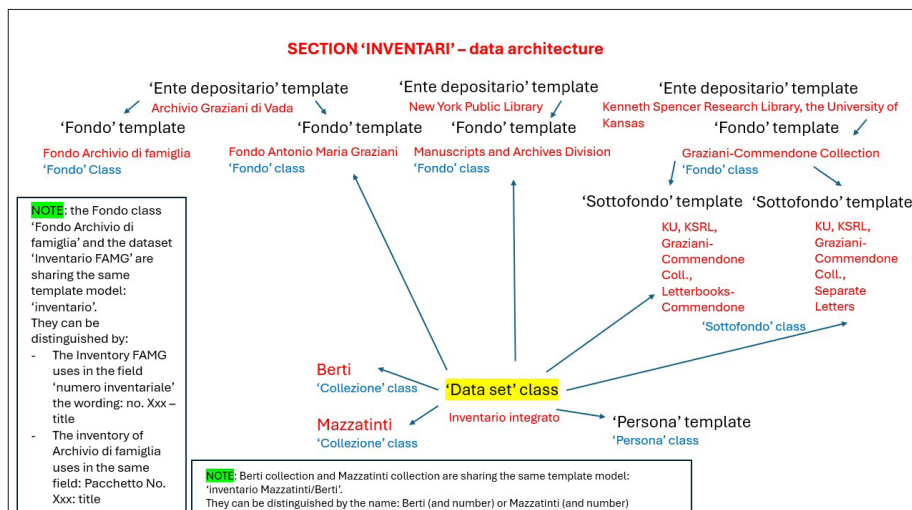 SECTION 'INVENTARI' – data architecture
'Ente depositario' template
Archivio Graziani di Vada
'Fondo' template
Fondo Archivio di famiglia
'Fondo' Class
'Fondo' template
Fondo Antonio Maria Graziani
'Fondo' class
'Ente depositario' template
New York Public Library
'Fondo' template
Manuscripts and Archives Division
'Fondo' class
'Ente depositario' template
Kenneth Spencer Research Library, the University of
Kansas
'Fondo' template
Graziani-Commendone Collection
'Fondo' class
'Sottofondo' template
KU, KSRL,
Graziani-
Commendone
Coll.,
Letterbooks-
Commendone
'Sottofondo' template
KU, KSRL,
Graziani-
Commendone
Coll.,
Separate
Letters
'Sottofondo' class
NOTE: the Fondo class
'Fondo Archivio di
famiglia' and the dataset
'Inventario FAMG' are
sharing the same
template model:
'inventario'.
They can be
distinguished by:
- The Inventory FAMG
uses in the field
'numero inventariale'
the wording: no. Xxx –
title
- The inventory of
Archivio di famiglia
uses in the same
field: Pacchetto No.
Xxx: title
Berti
'Collezione' class
Mazzatinti
'Collezione' class
'Data set' class
Inventario integrato
'Persona' template
'Persona' class
NOTE: Berti collection and Mazzatinti collection are sharing the same template model:
'inventario Mazzatinti/Berti'.
They can be distinguished by the name: Berti (and number) or Mazzatinti (and number)